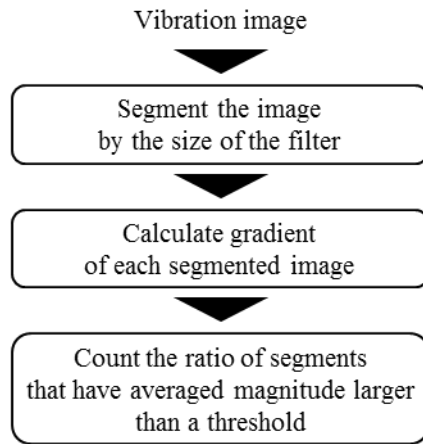 Vibration image
Segment the image
by the size of the filter
Calculate gradient
of each segmented image
Count the ratio of segments
that have averaged magnitude larger
than a threshold